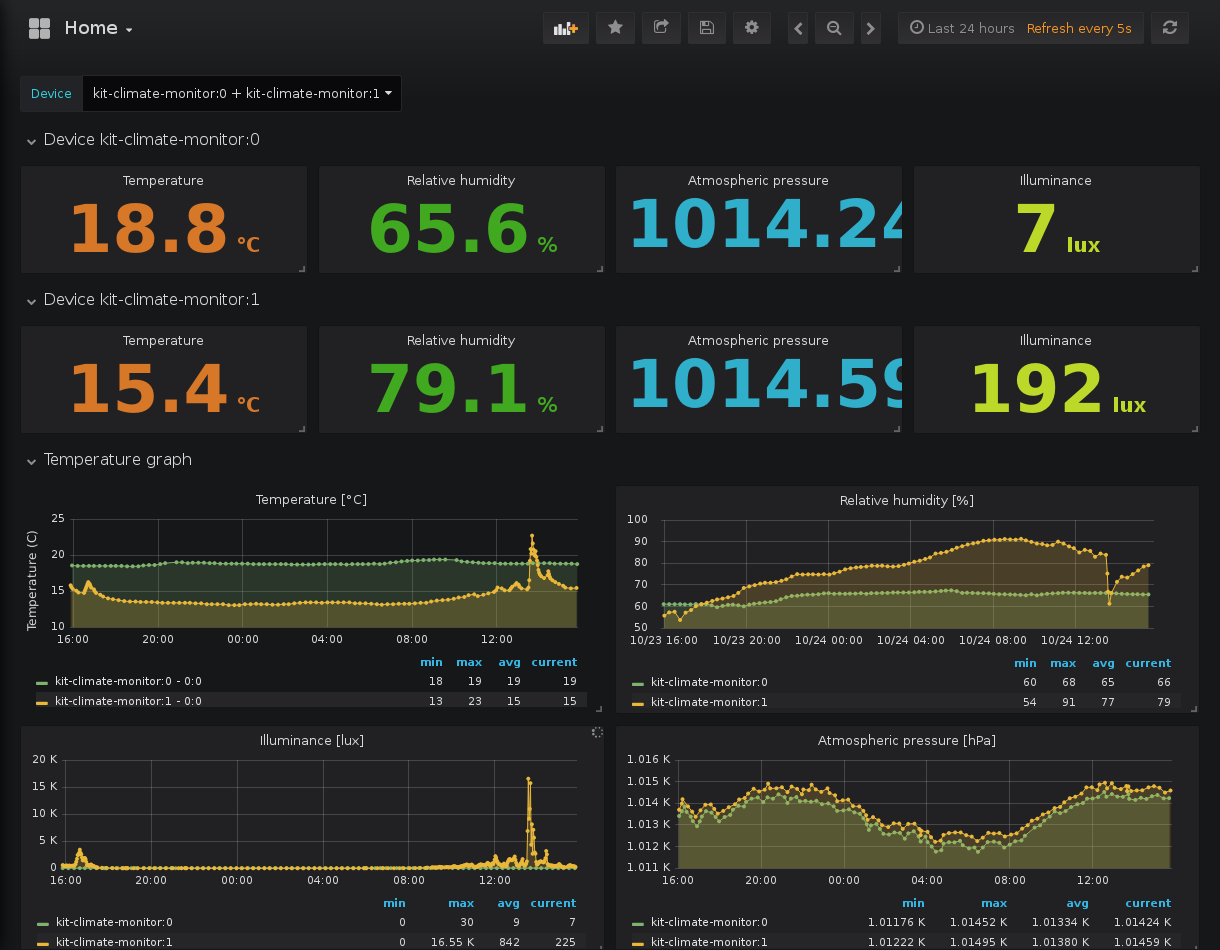 Home
Last 24 hours Refresh every 5s
Device kit-climate-monitor:0 + kit-climate-monitor:1
Device kit-climate-monitor:0
Temperature Relative humidity Atmospheric pressure Illuminance
18.8 °C 65.6 % 1014.24 7 lux
Device kit-climate-monitor:1
Temperature Relative humidity Atmospheric pressure Illuminance
15.4 °C 79.1 % 1014.59 192 lux
Temperature graph
Temperature [°C]
Temperature (C)
25
20
15
10
16:00 20:00 00:00 04:00 08:00 12:00
min max avg current
kit-climate-monitor:0 - 0:0 18 19 19 19
kit-climate-monitor:1 - 0:0 13 23 15 15
Relative humidity [%]
100
90
80
70
60
50
10/23 16:00 10/23 20:00 10/24 00:00 10/24 04:00 10/24 08:00 10/24 12:00
min max avg current
kit-climate-monitor:0 60 68 65 66
kit-climate-monitor:1 54 91 77 79
Illuminance [lux]
20 K
15 K
10 K
5 K
0
16:00 20:00 00:00 04:00 08:00 12:00
min max avg current
kit-climate-monitor:0 0 30 9 7
kit-climate-monitor:1 0 16.55 K 842 225
Atmospheric pressure [hPa]
1.016 K
1.015 K
1.014 K
1.013 K
1.012 K
1.011 K
16:00 20:00 00:00 04:00 08:00 12:00
min max avg current
kit-climate-monitor:0 1.01176 K 1.01452 K 1.01334 K 1.01424 K
kit-climate-monitor:1 1.01222 K 1.01495 K 1.01380 K 1.01459 K